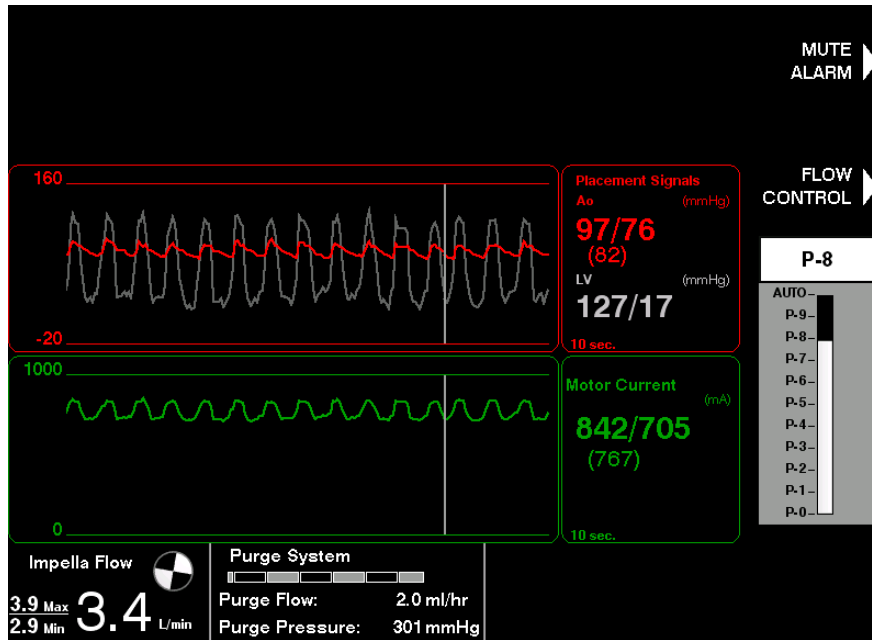 MUTE
ALARM
FLOW
CONTROL
160
-20
Placement Signals
Ao (mmHg)
97/76
(82)
LV (mmHg)
127/17
10 sec.
P-8
AUTO
P-9
P-8
P-7
P-6
P-5
P-4
P-3
P-2
P-1
P-0
1000
0
Motor Current
(mA)
842/705
(767)
10 sec.
Impella Flow
3.9 Max
2.9 Min
3.4 L/min
Purge System
Purge Flow: 2.0 ml/hr
Purge Pressure: 301 mmHg